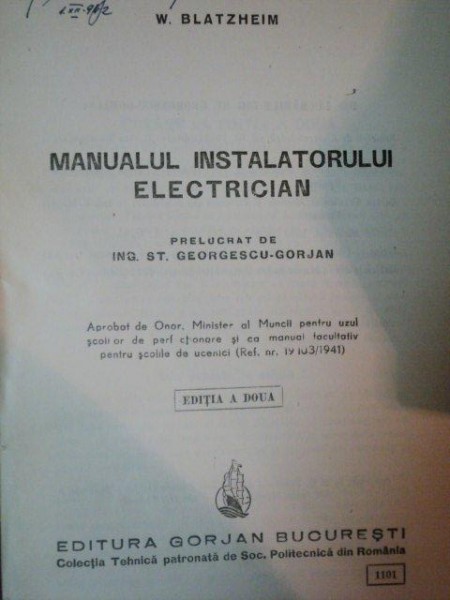 W. BLATZHEIM
MANUALUL INSTALATORULUI
ELECTRICIAN
PRELUCRAT DE
ING. ST. GEORGESCU-GORJAN
Aprobat de Onor. Minister al Muncii pentru uzul
școlilor de perf cționare și ca manual facultativ
pentru școlile de ucenici (Ref. nr. 19103/1941)
EDIȚIA A DOUA
EDITURA GORJAN BUCUREȘTI
Colecția Tehnică patronată de Soc. Politecnică din România
1101